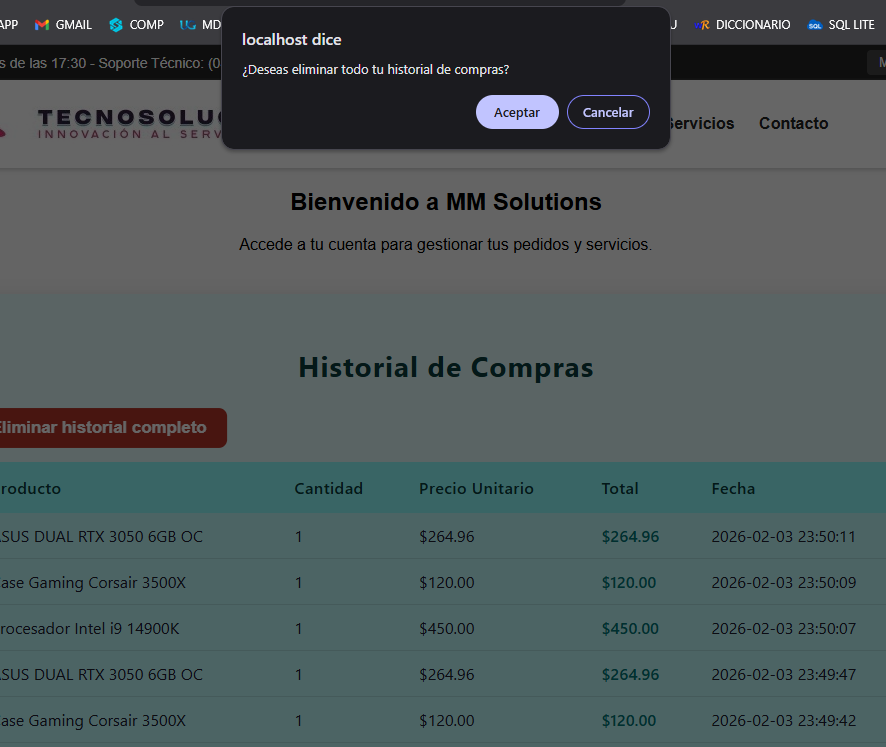 APP GMAIL COMP DICCIONARIO SQL LITE
localhost dice
¿Deseas eliminar todo tu historial de compras?
Aceptar Cancelar
s de las 17:30 - Soporte Técnico: (0
TECNOSOLU
INNOVACIÓN AL SERV
Servicios Contacto
Bienvenido a MM Solutions
Accede a tu cuenta para gestionar tus pedidos y servicios.
Historial de Compras
Eliminar historial completo
roducto Cantidad Precio Unitario Total Fecha
ASUS DUAL RTX 3050 6GB OC 1 $264.96 $264.96 2026-02-03 23:50:11
ase Gaming Corsair 3500X 1 $120.00 $120.00 2026-02-03 23:50:09
rocesador Intel i9 14900K 1 $450.00 $450.00 2026-02-03 23:50:07
ASUS DUAL RTX 3050 6GB OC 1 $264.96 $264.96 2026-02-03 23:49:47
ase Gaming Corsair 3500X 1 $120.00 $120.00 2026-02-03 23:49:42